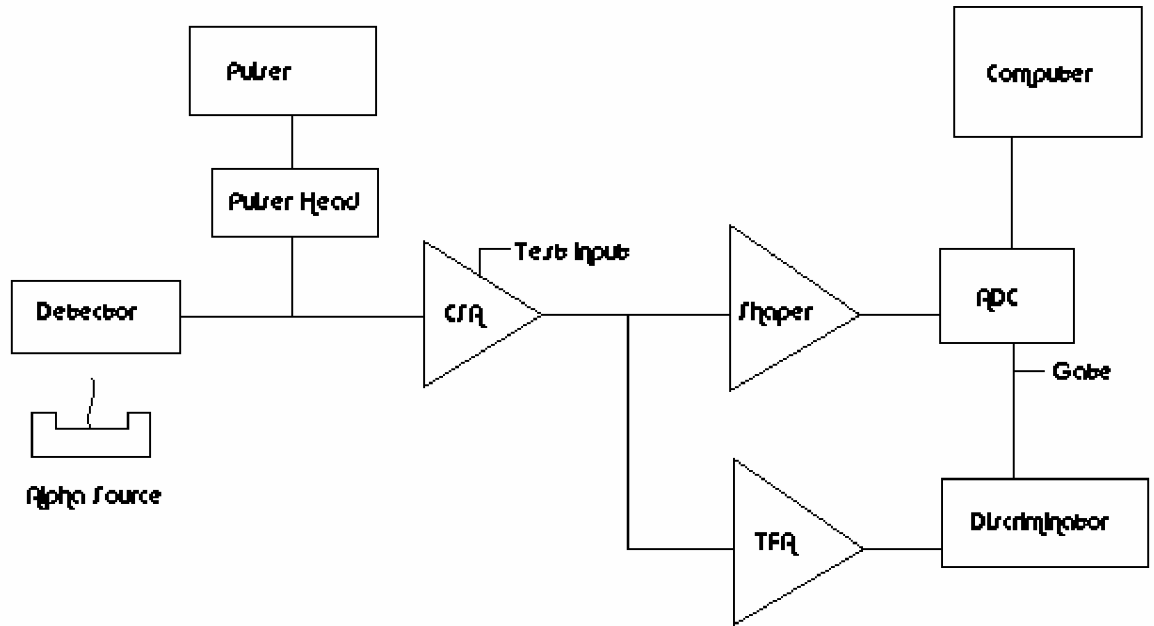 Pulser
Computer
Pulser Head
Test Input
Detector
CSA
Shaper
ADC
Gate
Alpha Source
TFA
Discriminator